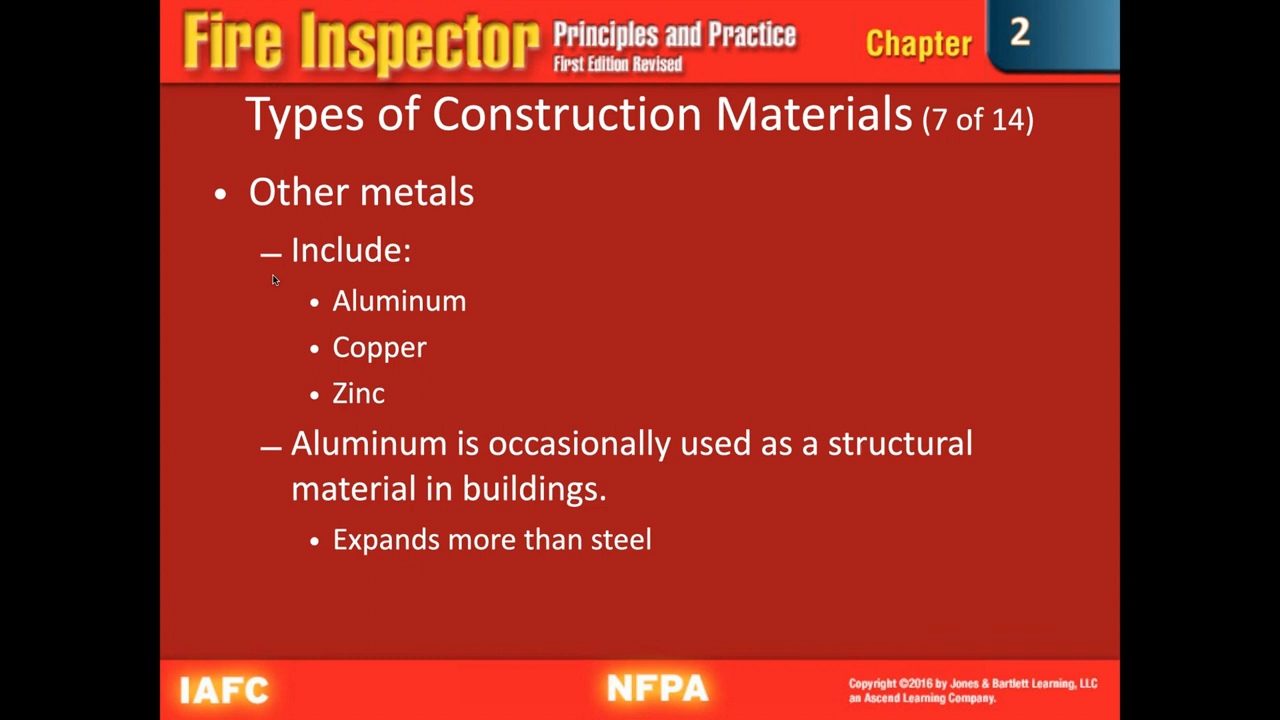 Fire Inspector Principles and Practice
First Edition Revised
Chapter 2
Types of Construction Materials (7 of 14)
• Other metals
– Include:
• Aluminum
• Copper
• Zinc
– Aluminum is occasionally used as a structural
material in buildings.
• Expands more than steel
IAFC
NFPA
Copyright ©2016 by Jones & Bartlett Learning, LLC
an Ascend Learning Company.